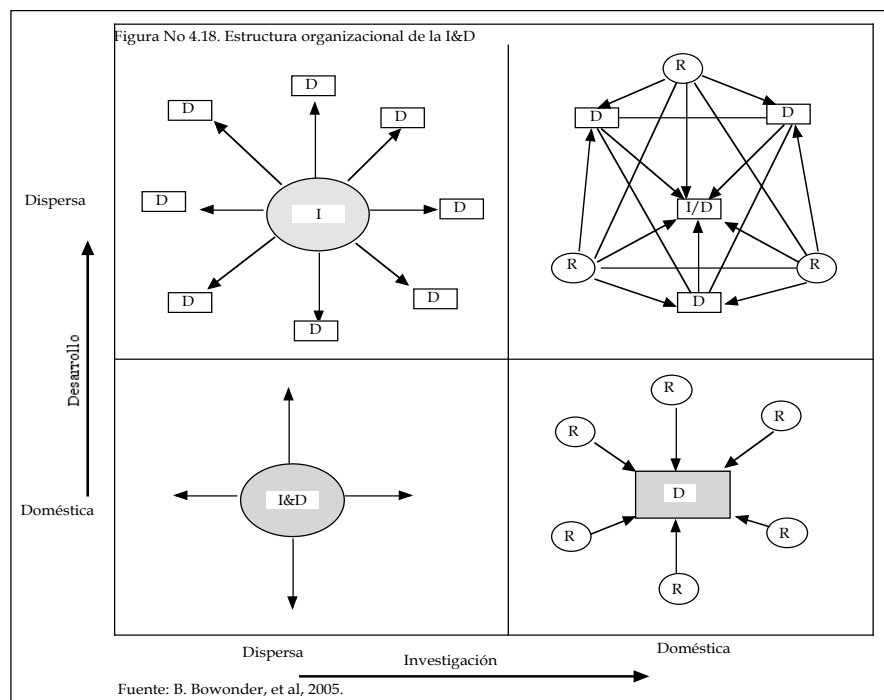 Figura No 4.18. Estructura organizacional de la I&D
D
D
D
D
D
D
D
D
I
R
D
D
I/D
R
R
D
Dispersa
Desarrollo
Doméstica
I&D
R
R
R
D
R
R
R
Dispersa
Doméstica
Investigación
Fuente: B. Bowonder, et al, 2005.